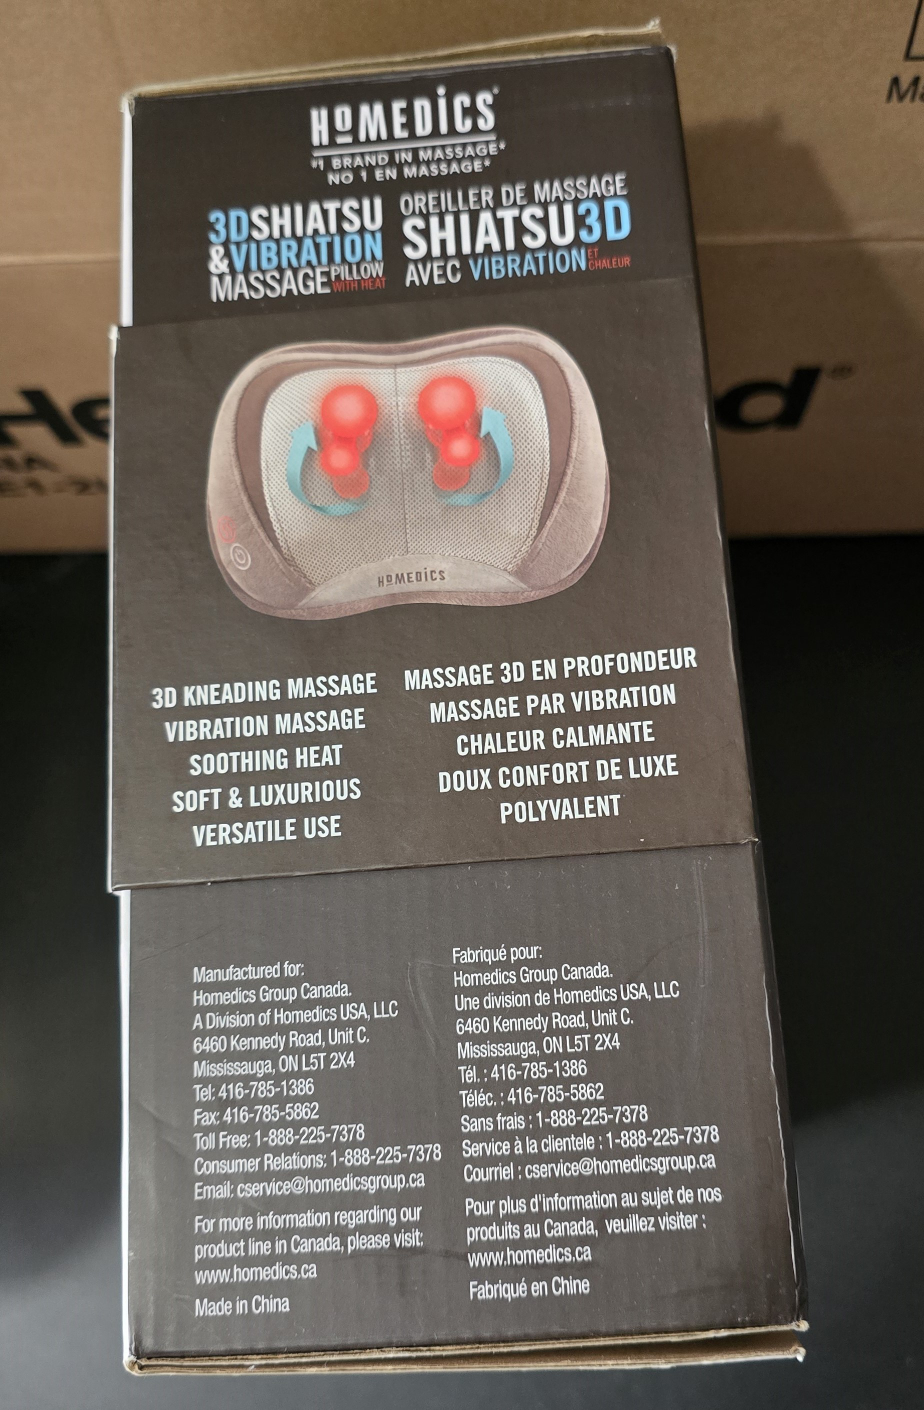 HOMEDICS®
#1 BRAND IN MASSAGE*
NO 1 EN MASSAGE*
3D SHIATSU
& VIBRATION
MASSAGE PILLOW
WITH HEAT
OREILLER DE MASSAGE
SHIATSU 3D
AVEC VIBRATION ET
CHALEUR
HOMEDICS
3D KNEADING MASSAGE
VIBRATION MASSAGE
SOOTHING HEAT
SOFT & LUXURIOUS
VERSATILE USE
MASSAGE 3D EN PROFONDEUR
MASSAGE PAR VIBRATION
CHALEUR CALMANTE
DOUX CONFORT DE LUXE
POLYVALENT
Manufactured for:
Homedics Group Canada.
A Division of Homedics USA, LLC
6460 Kennedy Road, Unit C.
Mississauga, ON L5T 2X4
Tel: 416-785-1386
Fax: 416-785-5862
Toll Free: 1-888-225-7378
Consumer Relations: 1-888-225-7378
Email: cservice@homedicsgroup.ca
For more information regarding our
product line in Canada, please visit:
www.homedics.ca
Made in China
Fabriqué pour:
Homedics Group Canada.
Une division de Homedics USA, LLC
6460 Kennedy Road, Unit C.
Mississauga, ON L5T 2X4
Tél. : 416-785-1386
Téléc. : 416-785-5862
Sans frais : 1-888-225-7378
Service à la clientele : 1-888-225-7378
Courriel : cservice@homedicsgroup.ca
Pour plus d'information au sujet de nos
produits au Canada, veuillez visiter :
www.homedics.ca
Fabriqué en Chine